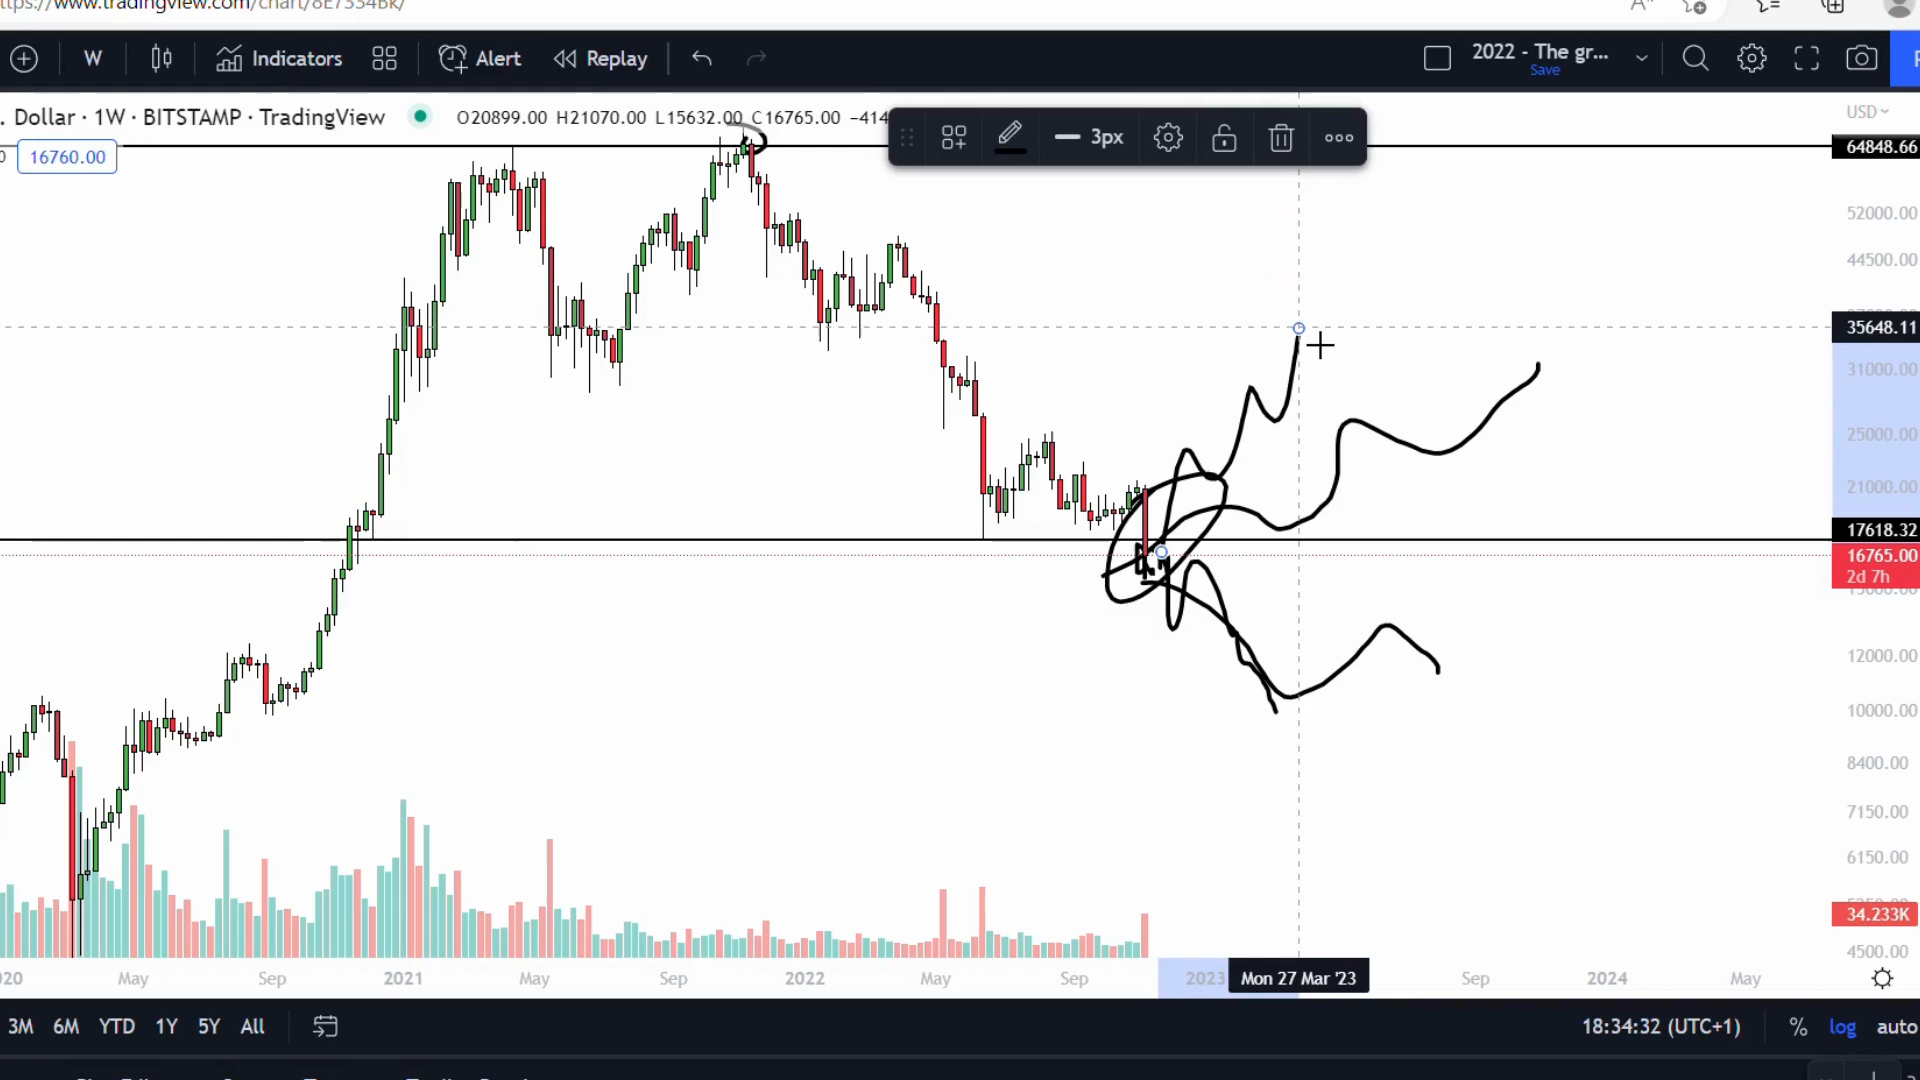 www.tradingview.com/chart/8E7334Bk/
W Indicators Alert Replay 2022 - The gr... Save
. Dollar · 1W · BITSTAMP · TradingView O20899.00 H21070.00 L15632.00 C16765.00 −414
USD
0 16760.00
3px
64848.66
52000.00
44500.00
35648.11
31000.00
25000.00
21000.00
17618.32
16765.00
2d 7h
12000.00
10000.00
8400.00
7150.00
6150.00
34.233K
4500.00
020 May Sep 2021 May Sep 2022 May Sep 2023 Mon 27 Mar '23 Sep 2024 May
3M 6M YTD 1Y 5Y All 18:34:32 (UTC+1) % log auto